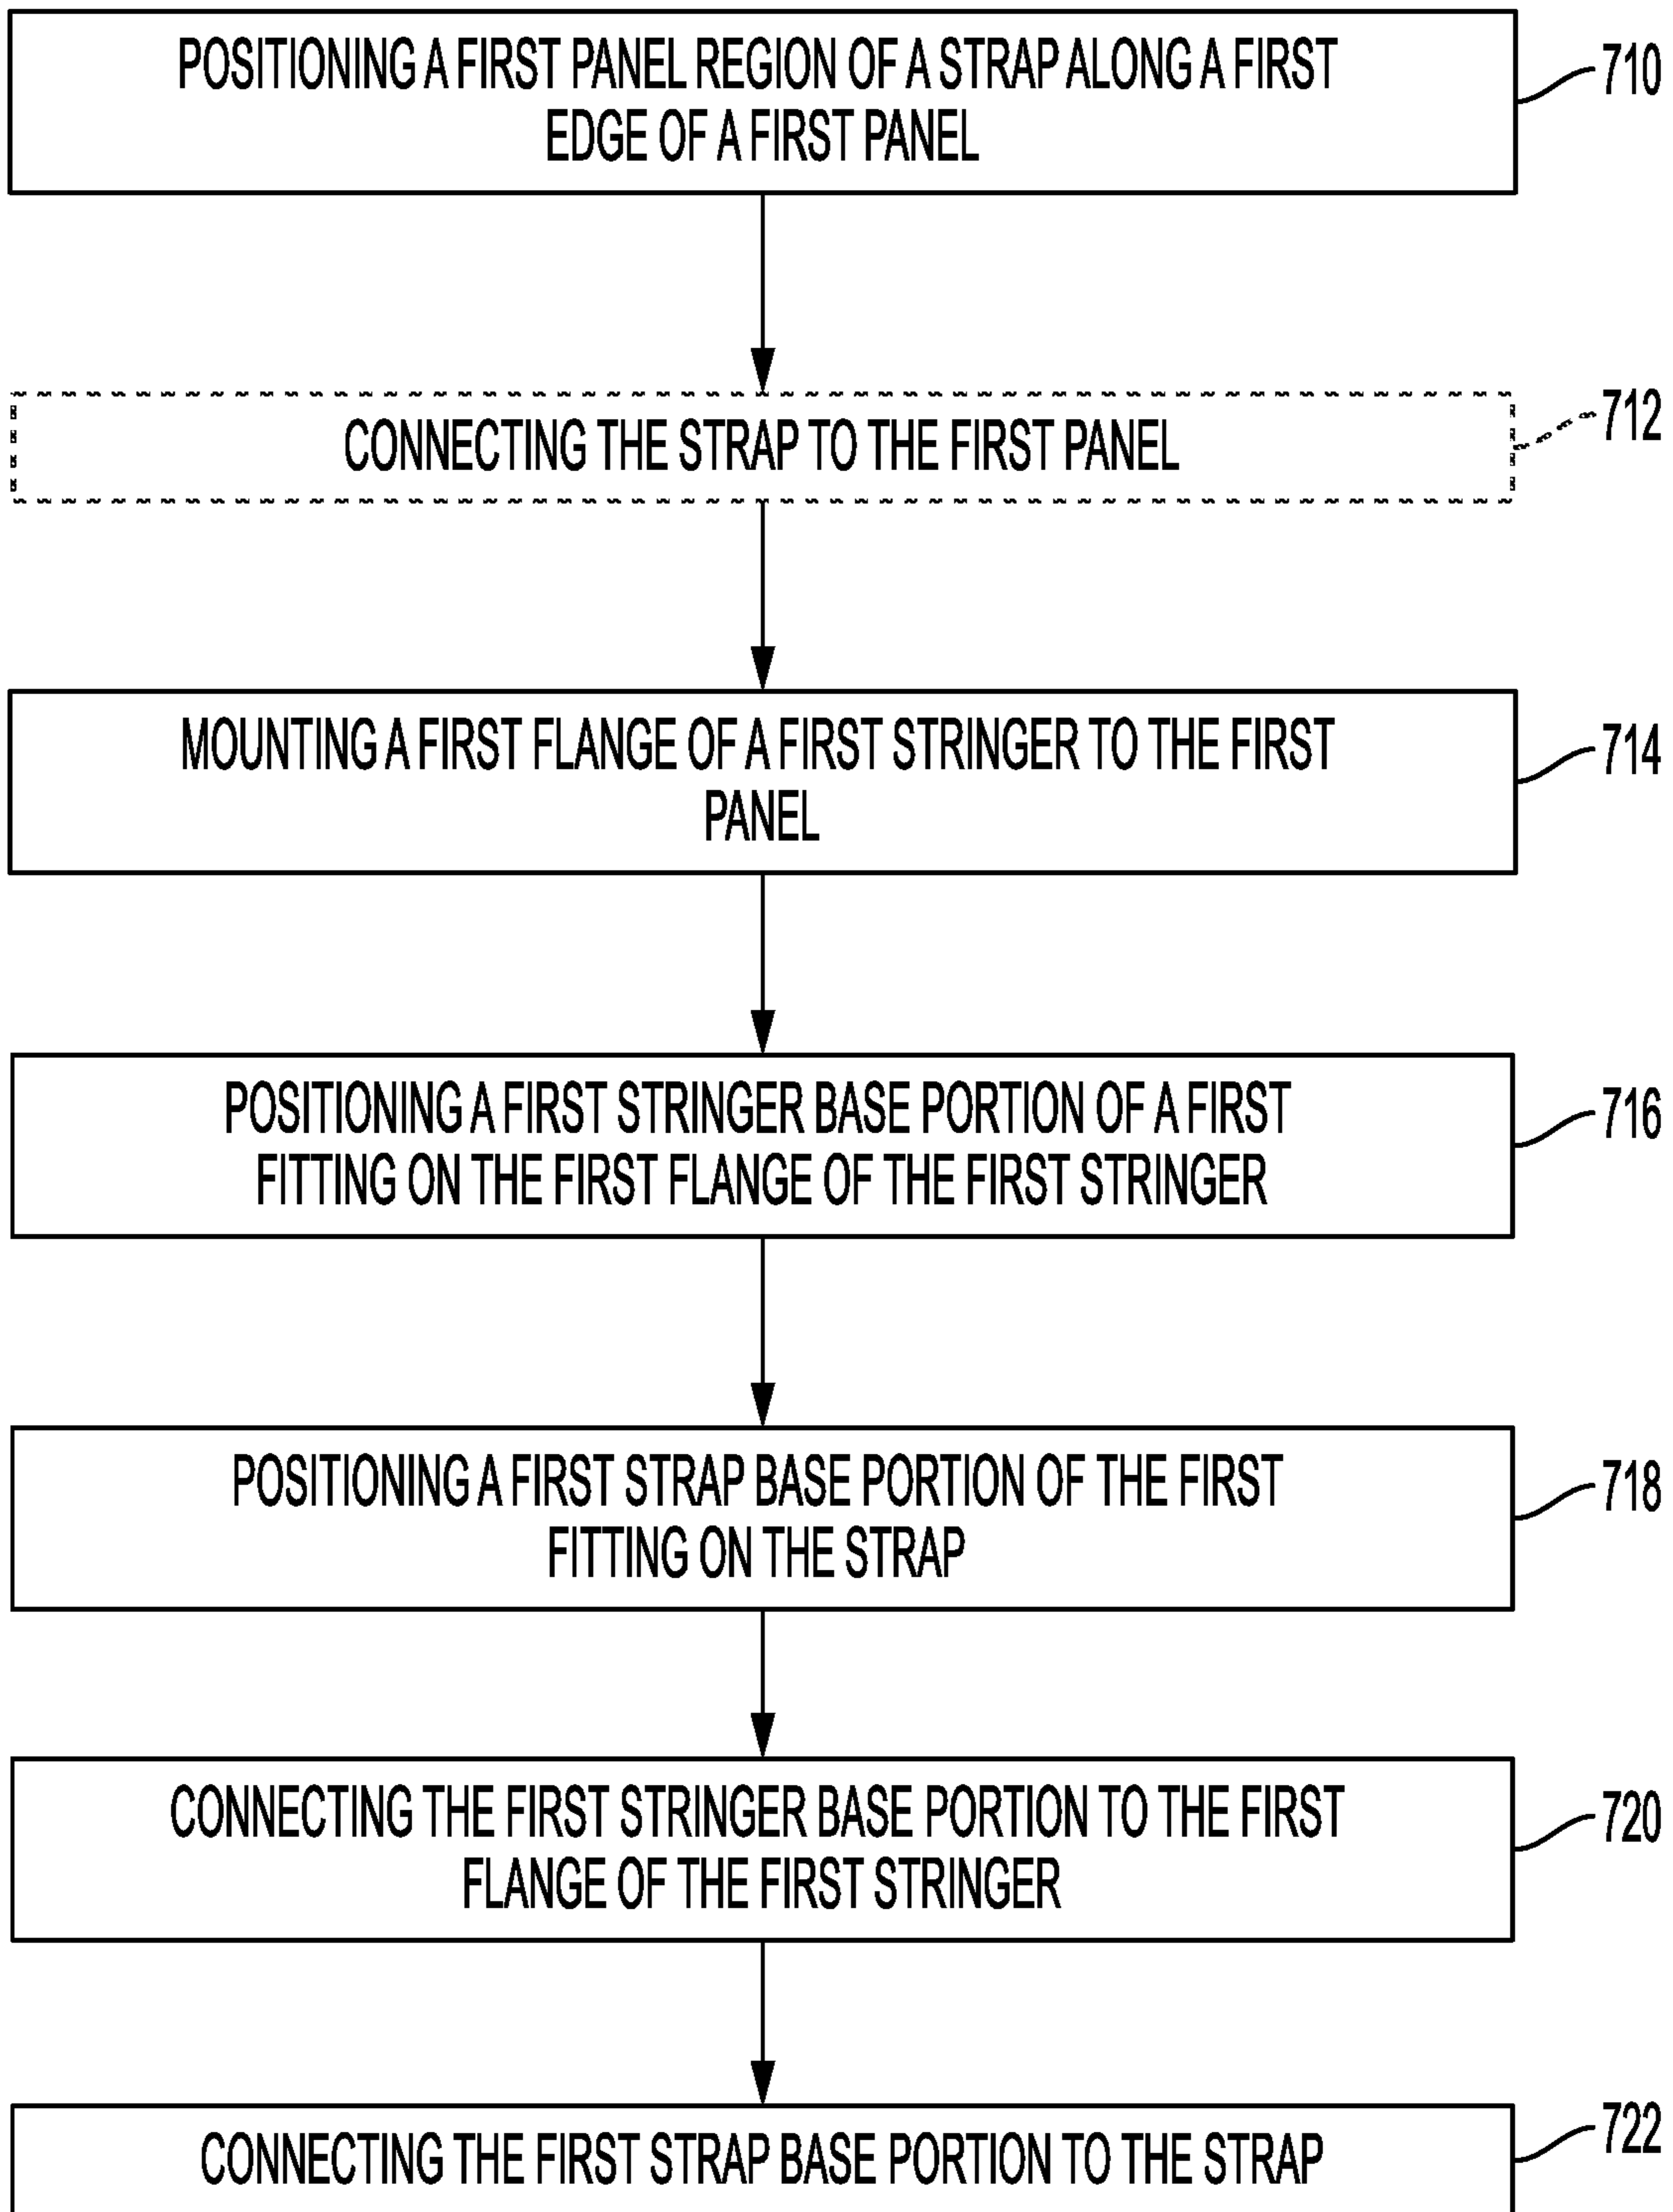 POSITIONING A FIRST PANEL REGION OF A STRAP ALONG A FIRST
EDGE OF A FIRST PANEL
710
CONNECTING THE STRAP TO THE FIRST PANEL
712
MOUNTING A FIRST FLANGE OF A FIRST STRINGER TO THE FIRST
PANEL
714
POSITIONING A FIRST STRINGER BASE PORTION OF A FIRST
FITTING ON THE FIRST FLANGE OF THE FIRST STRINGER
716
POSITIONING A FIRST STRAP BASE PORTION OF THE FIRST
FITTING ON THE STRAP
718
CONNECTING THE FIRST STRINGER BASE PORTION TO THE FIRST
FLANGE OF THE FIRST STRINGER
720
CONNECTING THE FIRST STRAP BASE PORTION TO THE STRAP
722